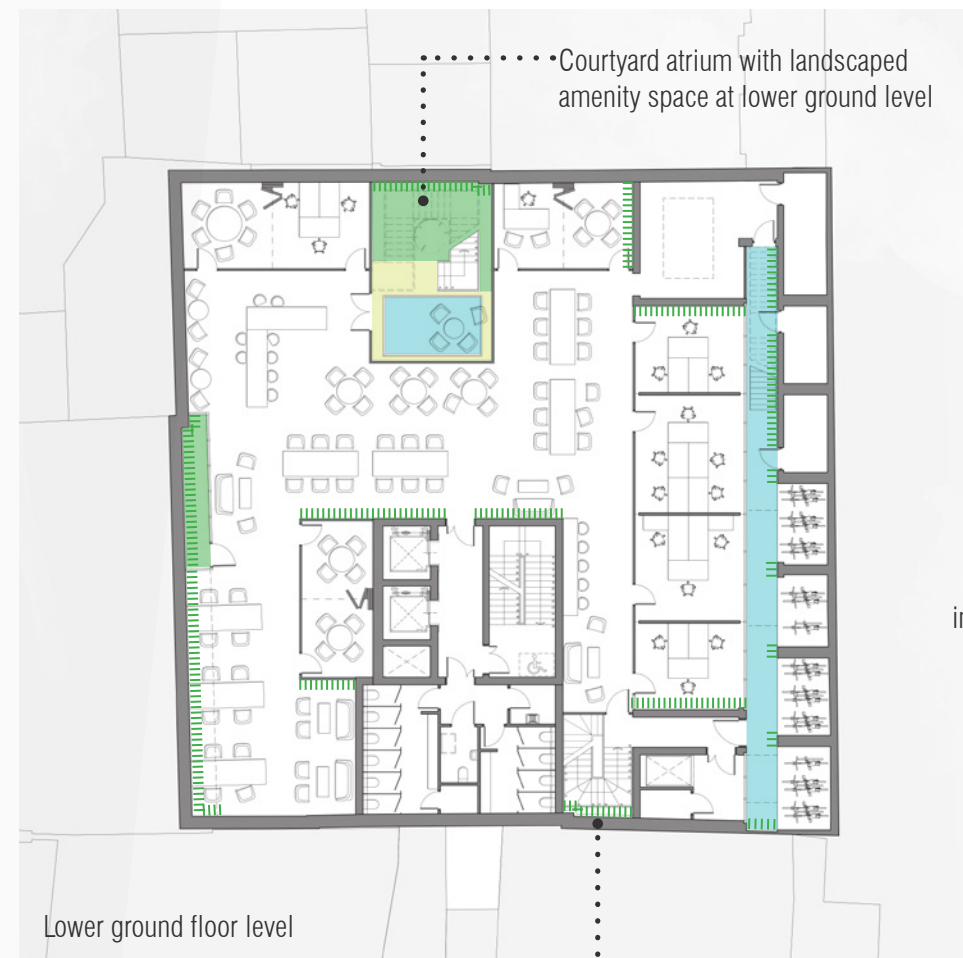 Courtyard atrium with landscaped
amenity space at lower ground level
Lower ground floor level